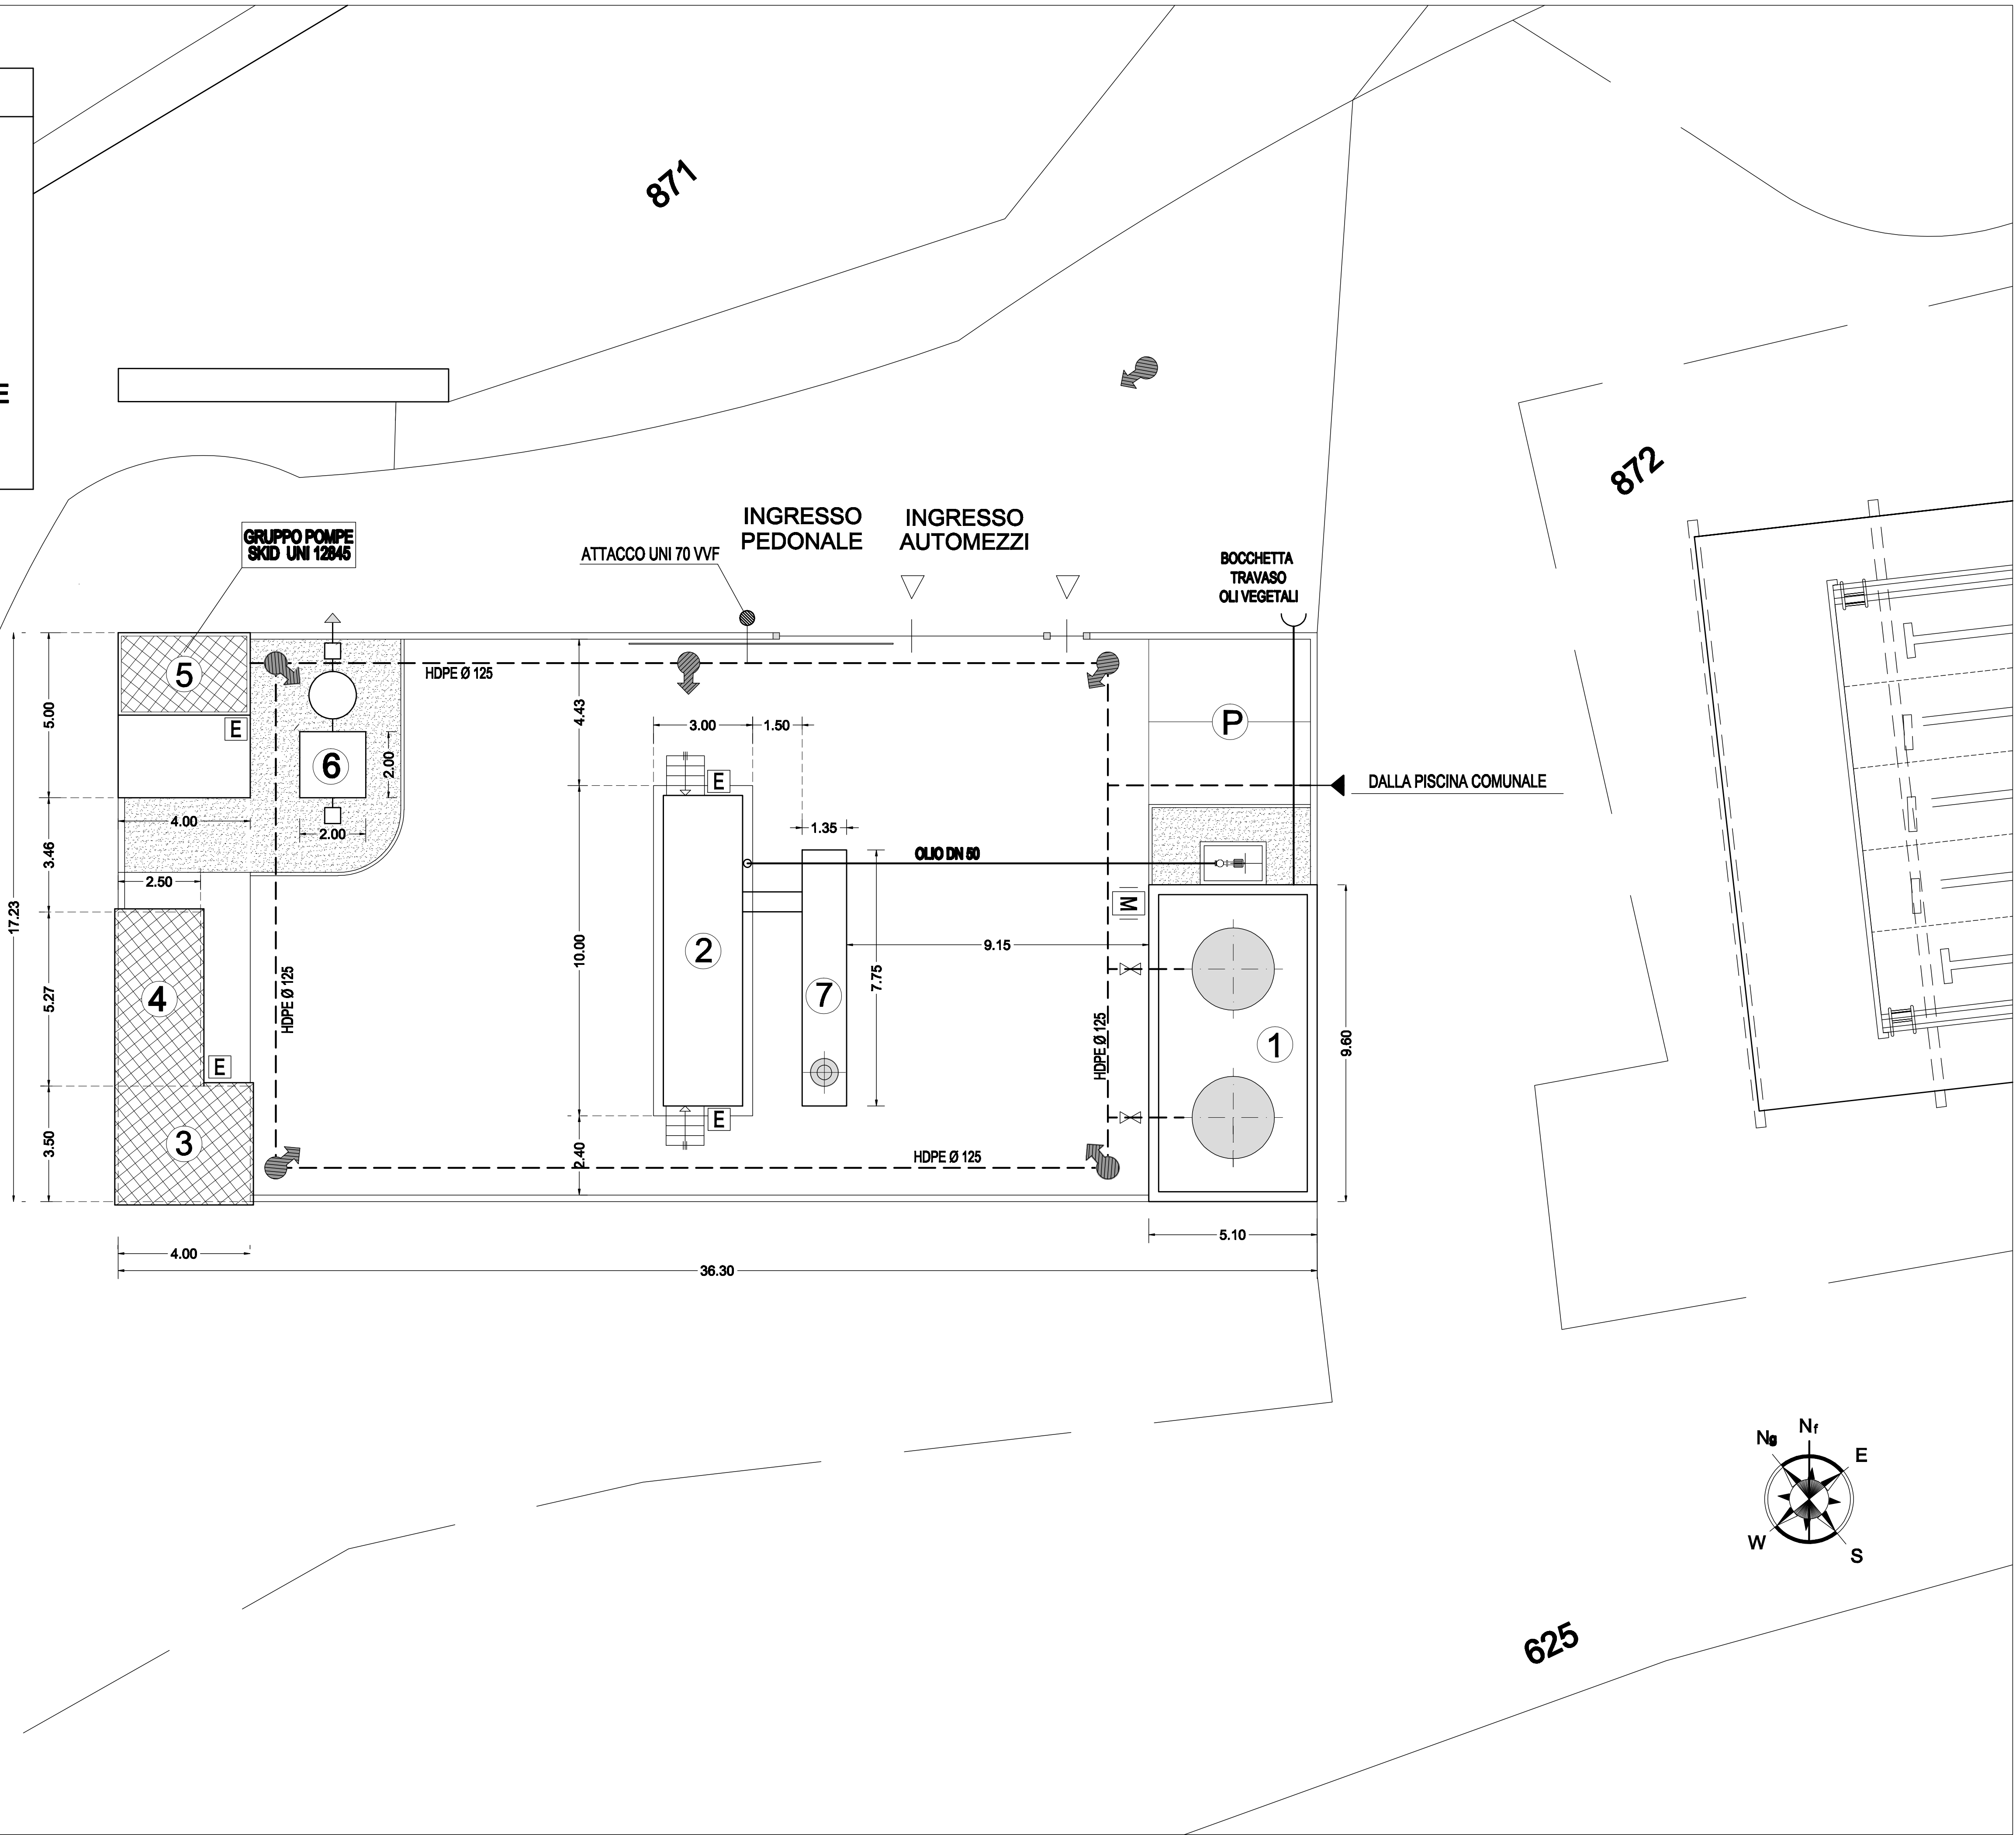 871
E
872
INGRESSO
PEDONALE
INGRESSO
AUTOMEZZI
GRUPPO POMPE
SKID UNI 12845
ATTACCO UNI 70 VVF
BOCCHETTA
TRAVASO
OLI VEGETALI
5
HDPE Ø 125
5.00
4.43
E
3.00
1.50
P
6
2.00
E
DALLA PISCINA COMUNALE
4.00
2.00
1.35
3.46
OLIO DN 50
2.50
M
17.23
10.00
2
9.15
7.75
4
5.27
HDPE Ø 125
7
HDPE Ø 125
1
9.60
E
E
3
3.50
2.40
HDPE Ø 125
4.00
5.10
36.30
Nf
Ng
E
W
S
625